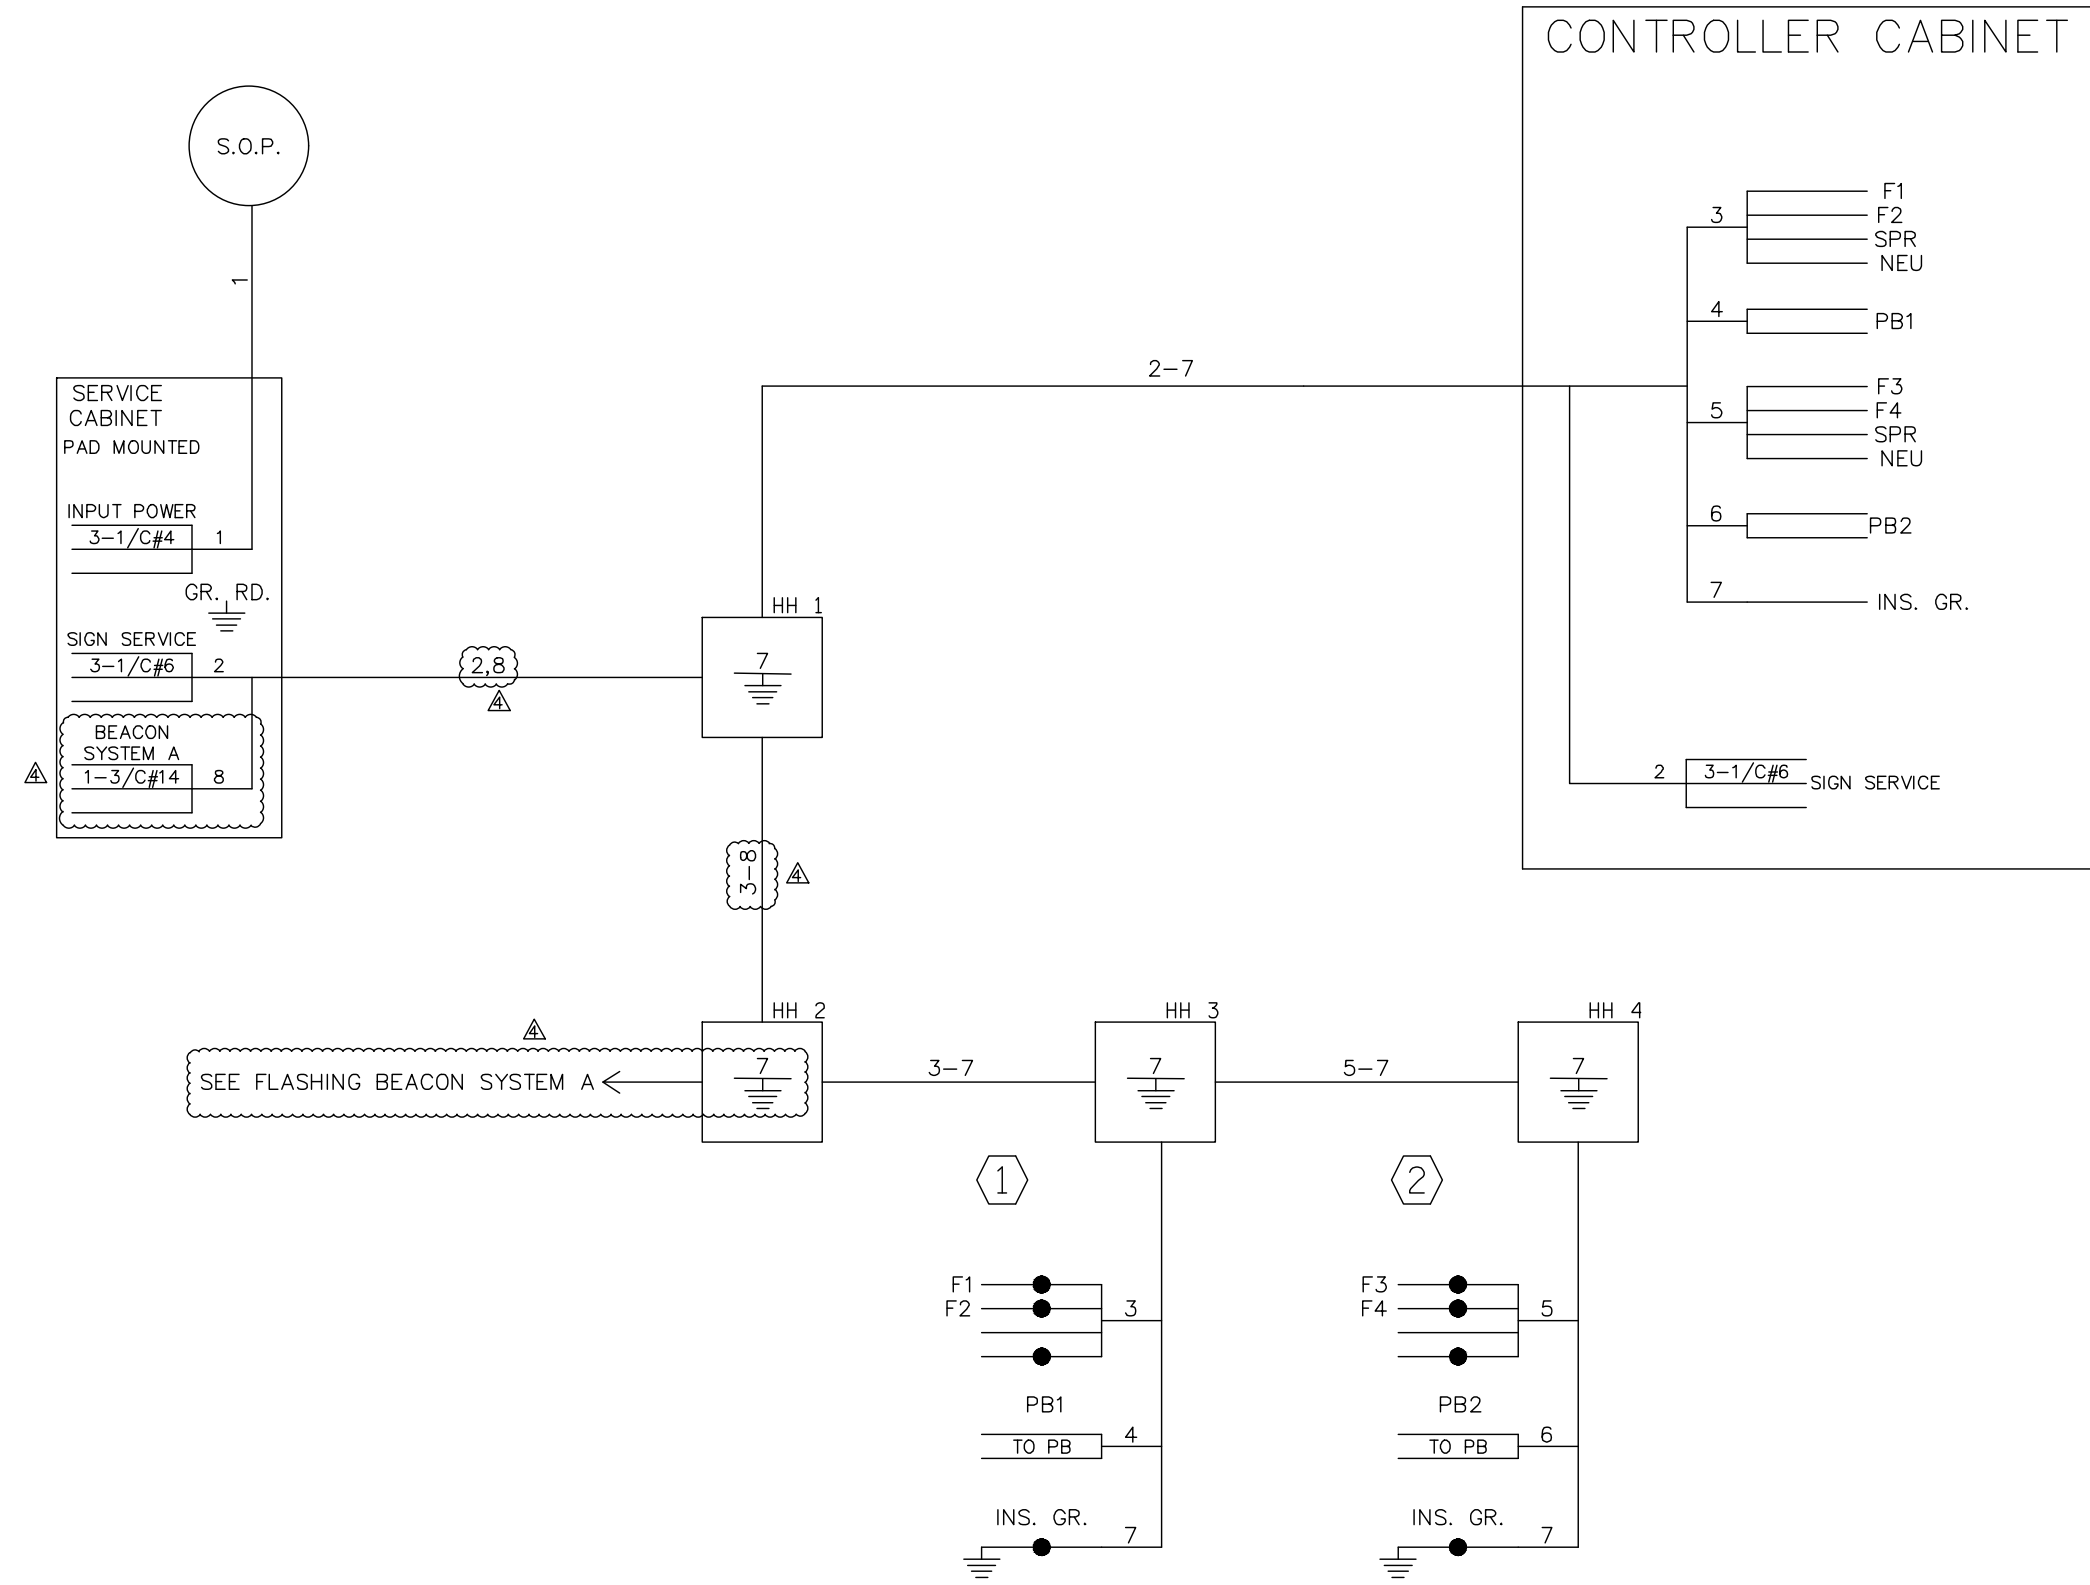 CONTROLLER CABINET
S.O.P.
1
F1
3
F2
SPR
NEU
4
PB1
2-7
F3
5
F4
SPR
NEU
6
PB2
7
INS. GR.
2
3-1/C#6
SIGN SERVICE
SERVICE
CABINET
PAD MOUNTED
INPUT POWER
3-1/C#4
1
GR. RD.
SIGN SERVICE
3-1/C#6
2
BEACON
SYSTEM A
1-3/C#14
8
4
2,8
4
HH 1
7
3-8
4
HH 2
4
SEE FLASHING BEACON SYSTEM A
7
3-7
HH 3
7
5-7
HH 4
7
1
F1
F2
3
PB1
TO PB
4
INS. GR.
7
2
F3
F4
5
PB2
TO PB
6
INS. GR.
7